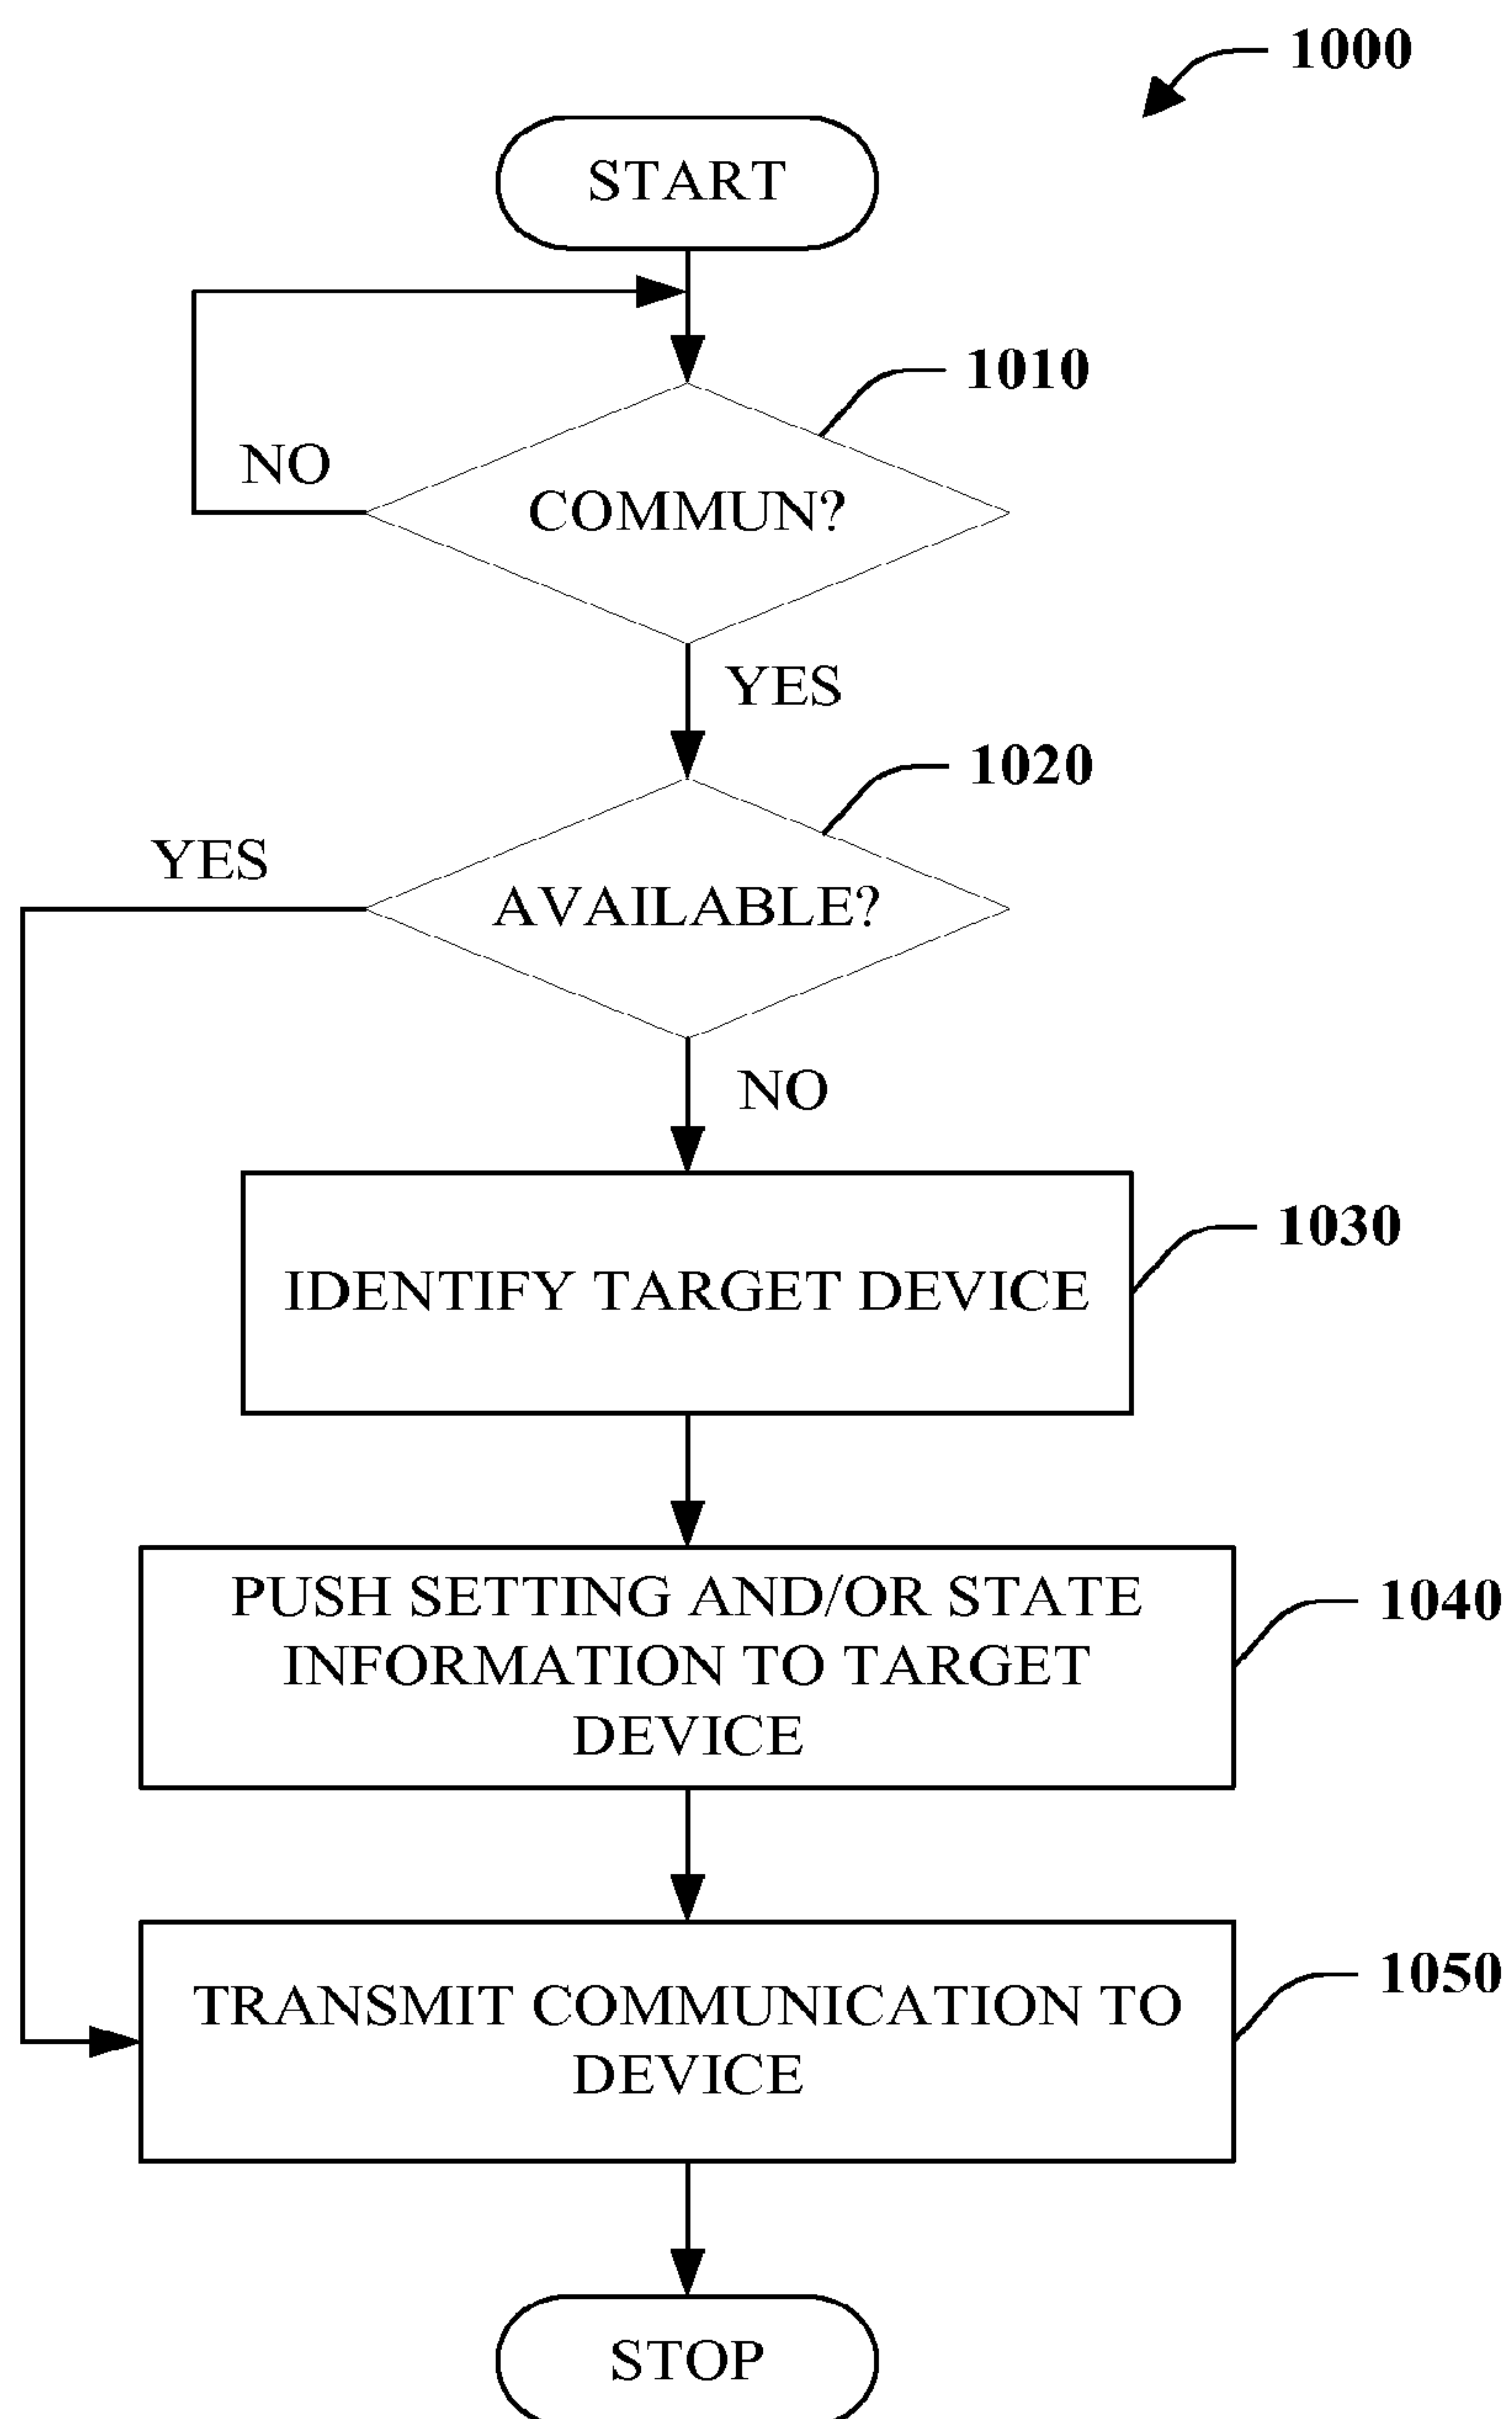 1000
START
1010
NO
COMMUN?
YES
1020
YES
AVAILABLE?
NO
1030
IDENTIFY TARGET DEVICE
1040
PUSH SETTING AND/OR STATE
INFORMATION TO TARGET
DEVICE
1050
TRANSMIT COMMUNICATION TO
DEVICE
STOP